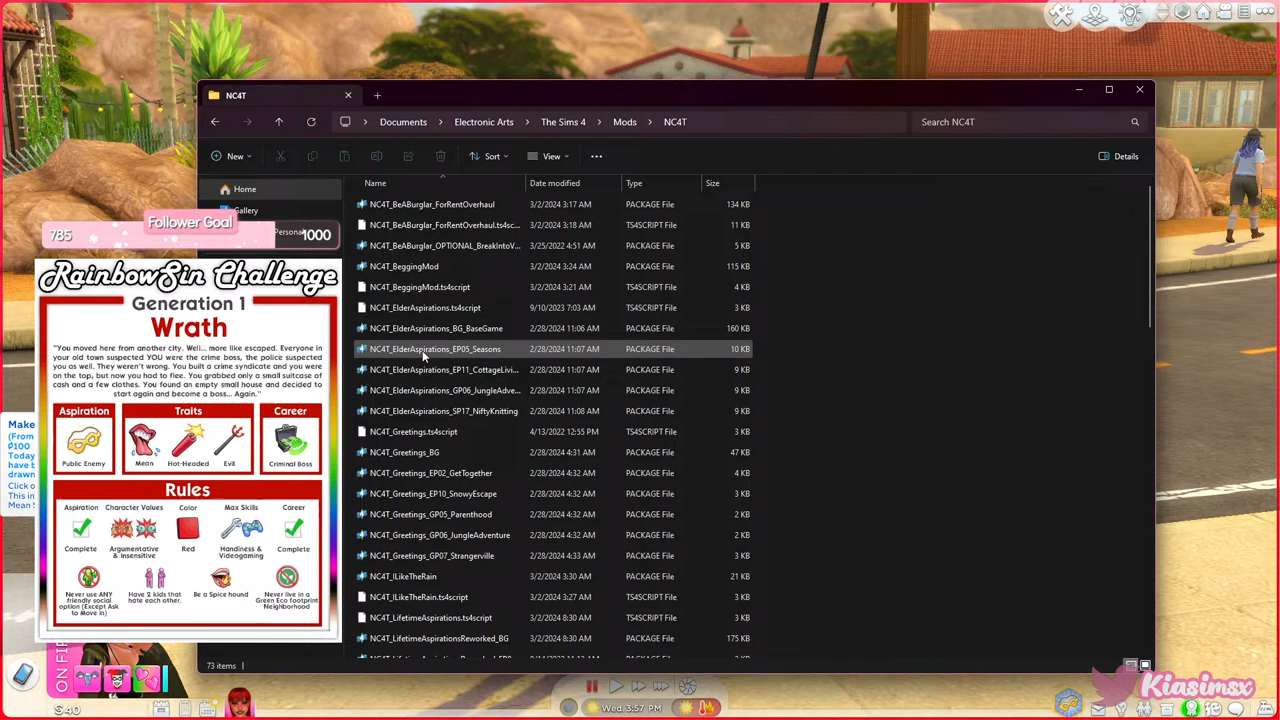 NC4T
Documents > Electronic Arts > The Sims 4 > Mods > NC4T
Search NC4T
New
Sort
View
Details
Home
Gallery
Personal
Name
Date modified
Type
Size
NC4T_BeABurglar_ForRentOverhaul 3/2/2024 3:17 AM PACKAGE File 134 KB
NC4T_BeABurglar_ForRentOverhaul.ts4sc... 3/2/2024 3:18 AM TS4SCRIPT File 11 KB
NC4T_BeABurglar_OPTIONAL_BreakIntoV... 3/25/2022 4:51 AM PACKAGE File 5 KB
NC4T_BeggingMod 3/2/2024 3:24 AM PACKAGE File 115 KB
NC4T_BeggingMod.ts4script 3/2/2024 3:21 AM TS4SCRIPT File 4 KB
NC4T_ElderAspirations.ts4script 9/10/2023 7:03 AM TS4SCRIPT File 3 KB
NC4T_ElderAspirations_BG_BaseGame 2/28/2024 11:06 AM PACKAGE File 160 KB
NC4T_ElderAspirations_EP05_Seasons 2/28/2024 11:07 AM PACKAGE File 10 KB
NC4T_ElderAspirations_EP11_CottageLivi... 2/28/2024 11:07 AM PACKAGE File 9 KB
NC4T_ElderAspirations_GP06_JungleAdve... 2/28/2024 11:07 AM PACKAGE File 9 KB
NC4T_ElderAspirations_SP17_NiftyKnitting 2/28/2024 11:08 AM PACKAGE File 9 KB
NC4T_Greetings.ts4script 4/13/2022 12:55 PM TS4SCRIPT File 3 KB
NC4T_Greetings_BG 2/28/2024 4:31 AM PACKAGE File 47 KB
NC4T_Greetings_EP02_GetTogether 2/28/2024 4:32 AM PACKAGE File 4 KB
NC4T_Greetings_EP10_SnowyEscape 2/28/2024 4:32 AM PACKAGE File 3 KB
NC4T_Greetings_GP05_Parenthood 2/28/2024 4:32 AM PACKAGE File 2 KB
NC4T_Greetings_GP06_JungleAdventure 2/28/2024 4:32 AM PACKAGE File 2 KB
NC4T_Greetings_GP07_Strangerville 2/28/2024 4:33 AM PACKAGE File 3 KB
NC4T_ILikeTheRain 3/2/2024 3:30 AM PACKAGE File 21 KB
NC4T_ILikeTheRain.ts4script 3/2/2024 3:27 AM TS4SCRIPT File 3 KB
NC4T_LifetimeAspirations.ts4script 3/2/2024 8:30 AM TS4SCRIPT File 3 KB
NC4T_LifetimeAspirationsReworked_BG 3/2/2024 8:30 AM PACKAGE File 175 KB
73 items
Follower Goal
785
1000
RainbowSin Challenge
Generation 1
Wrath
"You moved here from another city. Well... more like escaped. Everyone in
your old town suspected YOU were the crime boss, the police suspected
you as well. They weren't wrong. You built a crime syndicate and you were
on the top, but now you had to flee. You grabbed only a small suitcase of
cash and a few clothes. You found an empty small house and decided to
start again and become a boss... Again."
Aspiration
Public Enemy
Traits
Mean
Hot-Headed
Evil
Career
Criminal Boss
Rules
Aspiration
Character Values
Color
Max Skills
Career
Complete
Argumentative
& Insensitive
Red
Handiness &
Videogaming
Complete
Never use ANY
friendly social
option (Except Ask
to Move in)
Have 2 kids that
hate each other.
Be a Spice hound
Never live in a
Green Eco footprint
Neighborhood
Make
(From
$100
Today
have b
drawn
Click o
This in
Mean S
ON FI
§40
Wed. 3:57 PM
Kiasimsx